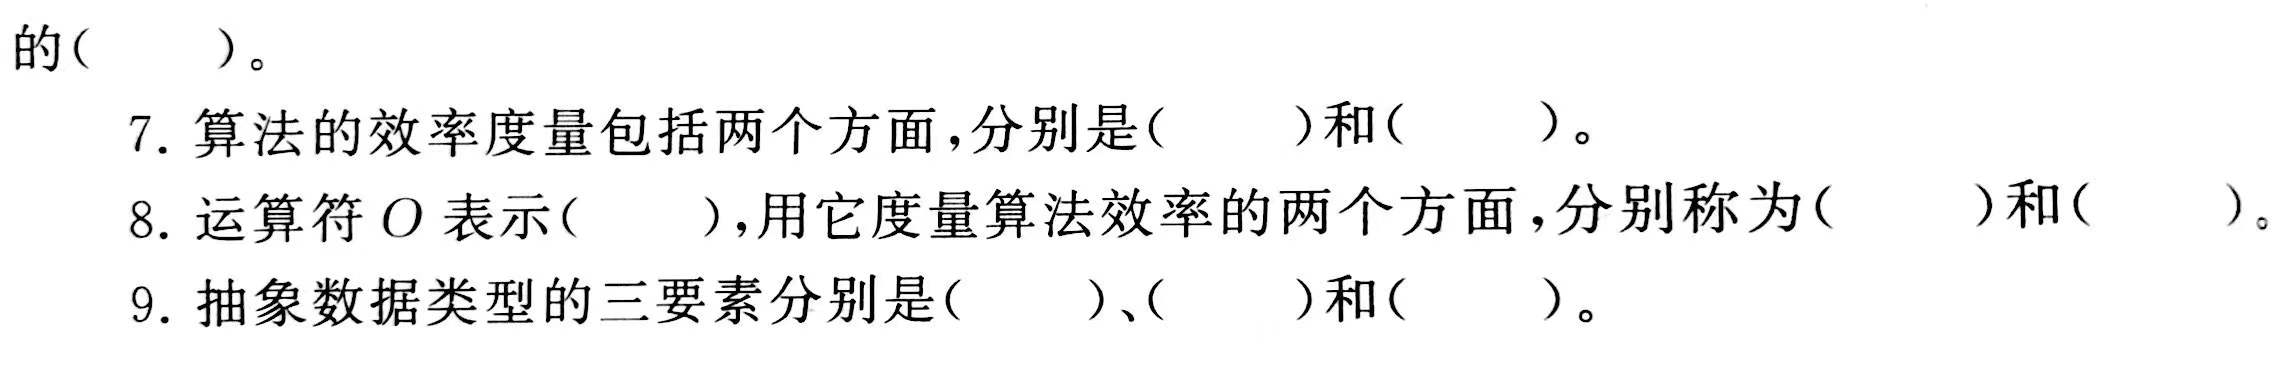 的(　　)。
7. 算法的效率度量包括两个方面,分别是(　　)和(　　)。
8. 运算符 O 表示(　　),用它度量算法效率的两个方面,分别称为(　　)和(　　)。
9. 抽象数据类型的三要素分别是(　　)、(　　)和(　　)。